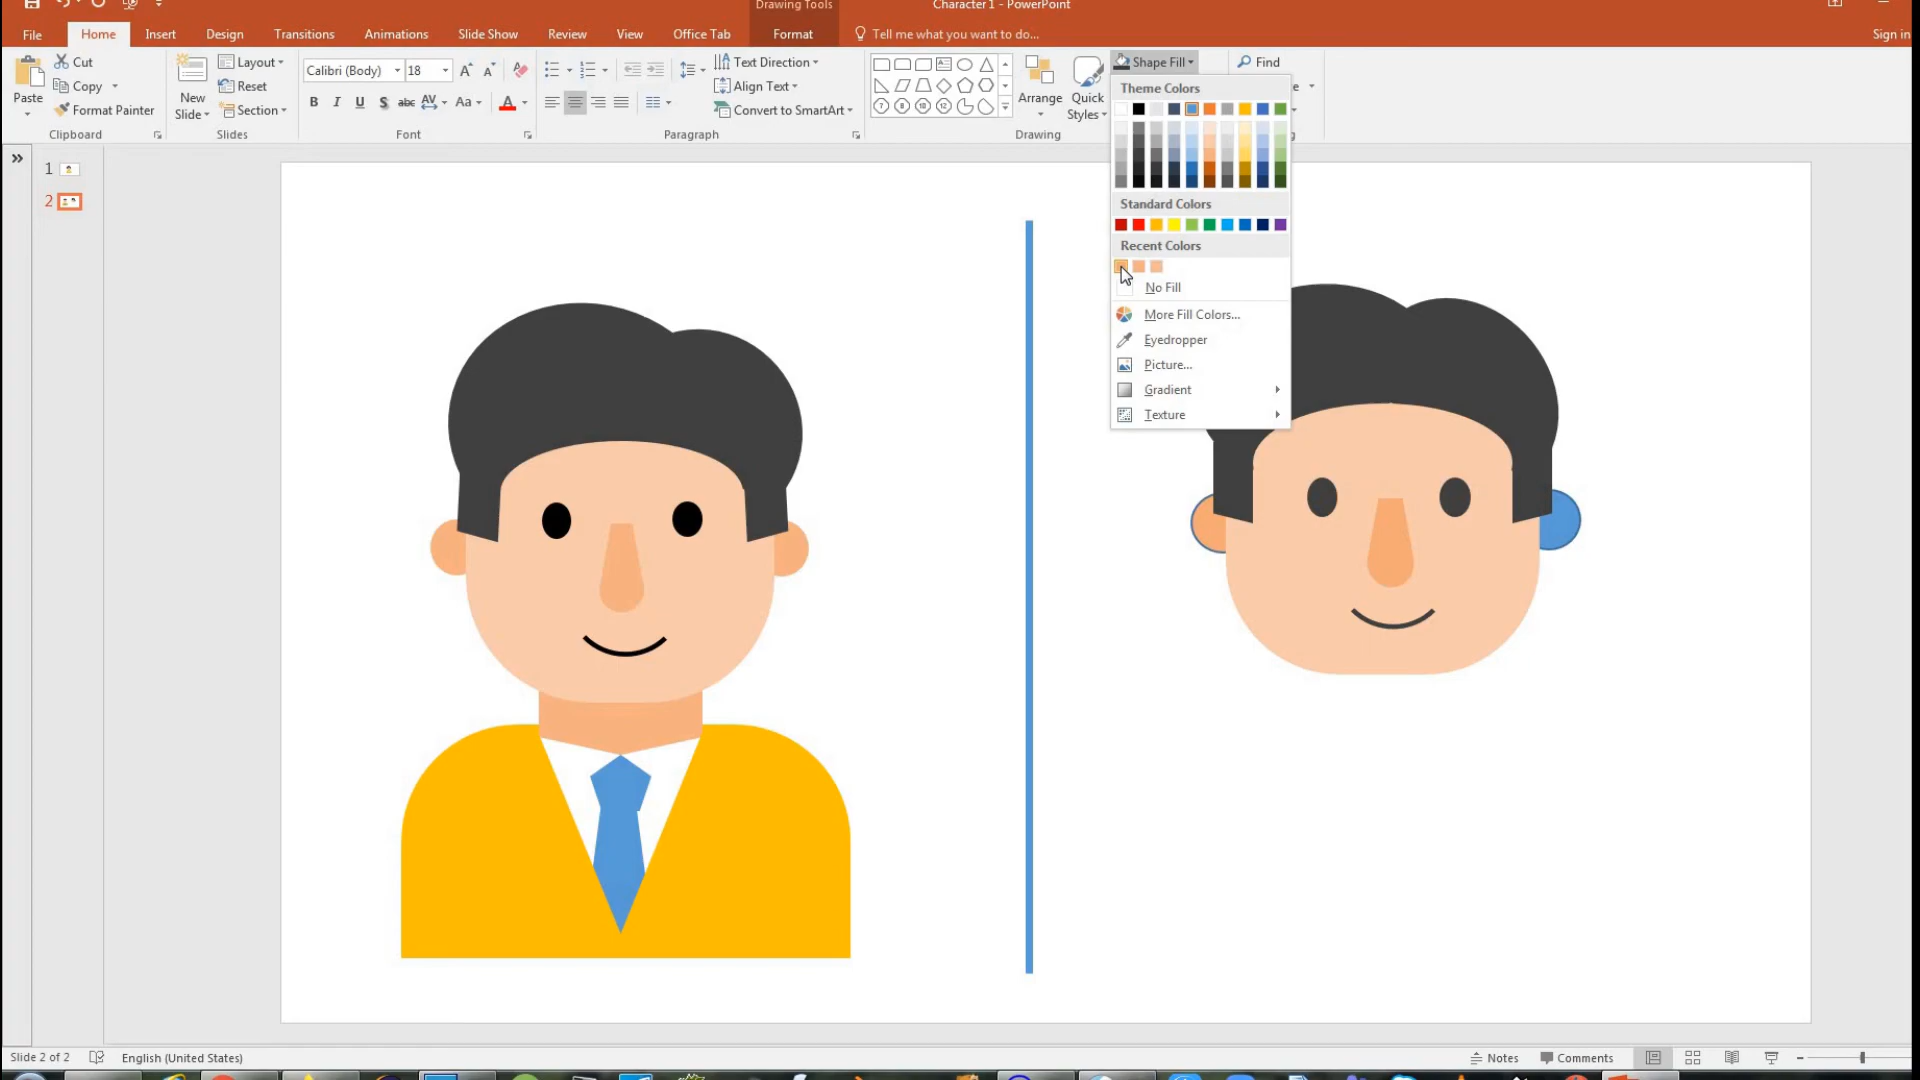 Drawing Tools
Character1 - PowerPoint
File
Home
Insert
Design
Transitions
Animations
Slide Show
Review
View
Office Tab
Format
Tell me what you want to do...
Sign in
Paste
Cut
Copy
Format Painter
Clipboard
New
Slide
Layout
Reset
Section
Slides
Calibri (Body)
18
B I U S abc AV Aa A
Font
Text Direction
Align Text
Convert to SmartArt
Paragraph
Arrange
Quick
Styles
Drawing
Shape Fill
Find
Theme Colors
Standard Colors
Recent Colors
No Fill
More Fill Colors...
Eyedropper
Picture...
Gradient
Texture
1
2
Slide 2 of 2
English (United States)
Notes
Comments